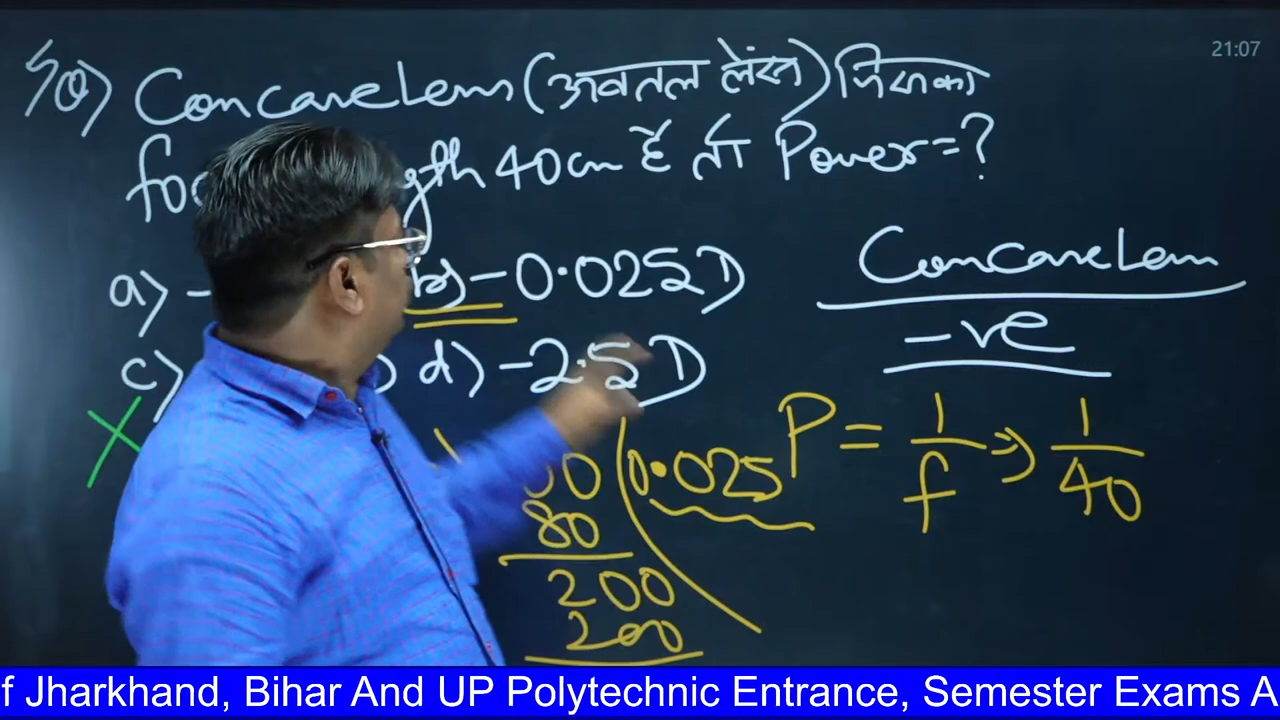 21:07
Q) Concave Lens (अवतल लेंस) जिसका
length 40cm है तो Power=?
a) - b) -0.025D
c) d) -2.5D
Concave Lens
-ve
P = 1/f ⇒ 1/40
0.025
80
200
200
f Jharkhand, Bihar And UP Polytechnic Entrance, Semester Exams A